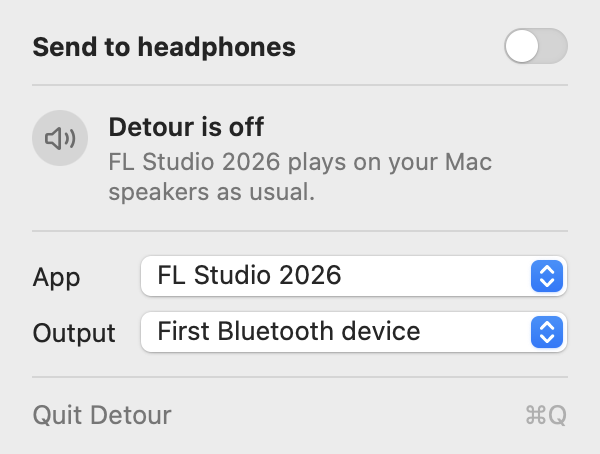 Send to headphones
Detour is off
FL Studio 2026 plays on your Mac
speakers as usual.
App FL Studio 2026
Output First Bluetooth device
Quit Detour ⌘Q